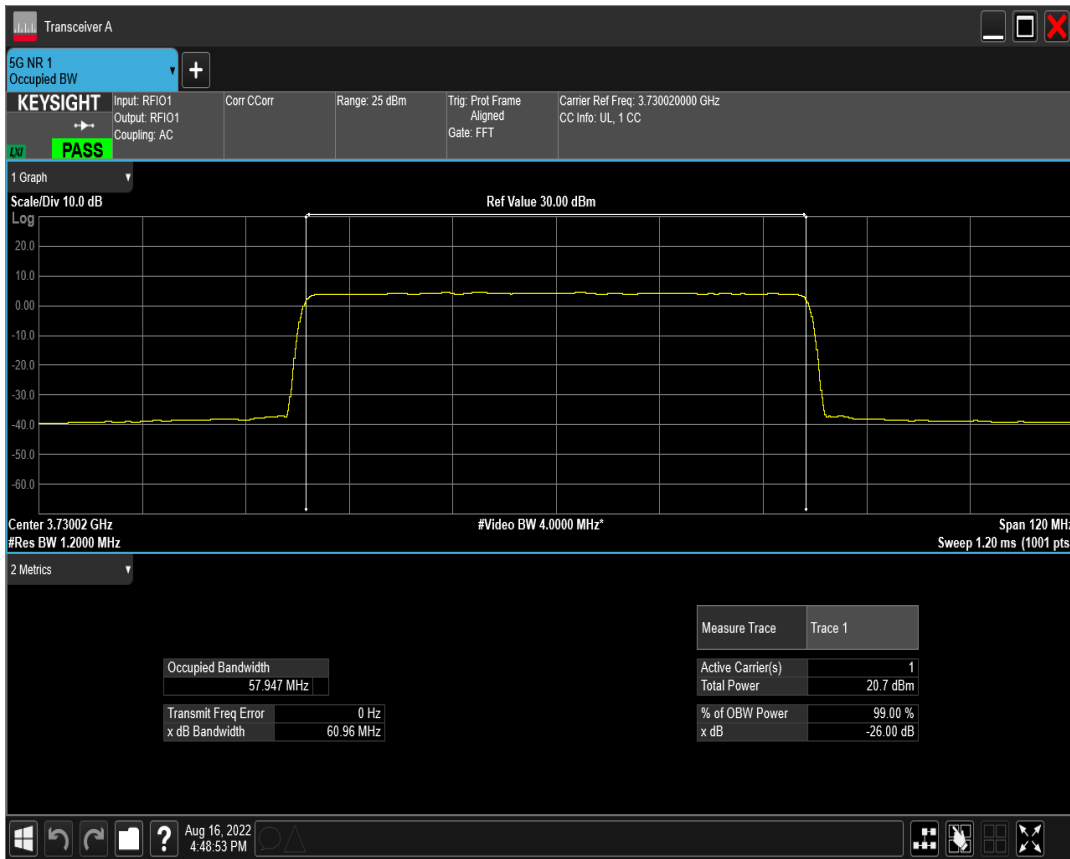 Transceiver A
5G NR 1
Occupied BW
KEYSIGHT
LXI
PASS
Input: RFIO1
Output: RFIO1
Coupling: AC
Corr CCorr
Range: 25 dBm
Trig: Prot Frame
Aligned
Gate: FFT
Carrier Ref Freq: 3.730020000 GHz
CC Info: UL, 1 CC
1 Graph
Scale/Div 10.0 dB
Ref Value 30.00 dBm
Log
20.0
10.0
0.00
-10.0
-20.0
-30.0
-40.0
-50.0
-60.0
Center 3.73002 GHz
#Video BW 4.0000 MHz*
Span 120 MHz
#Res BW 1.2000 MHz
Sweep 1.20 ms (1001 pts
2 Metrics
Measure Trace Trace 1
Occupied Bandwidth
57.947 MHz
Active Carrier(s) 1
Total Power 20.7 dBm
Transmit Freq Error 0 Hz
x dB Bandwidth 60.96 MHz
% of OBW Power 99.00 %
x dB -26.00 dB
?
Aug 16, 2022
4:48:53 PM